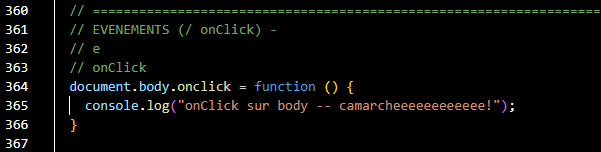 360 // ==================================================================
361 // EVENEMENTS (/ onClick) -
362 // e
363 // onClick
364 document.body.onclick = function () {
365 console.log("onClick sur body -- camarcheeeeeeeeeeee!");
366 }
367